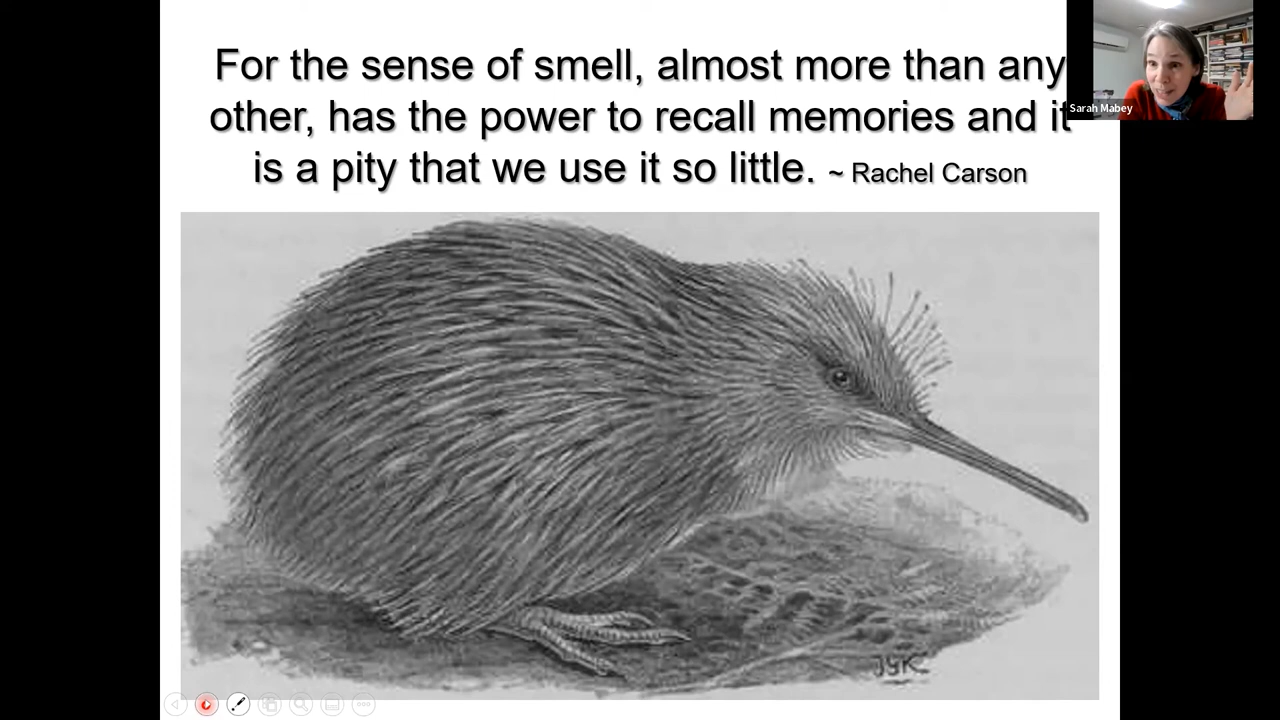 For the sense of smell, almost more than any
other, has the power to recall memories and it
is a pity that we use it so little. ~ Rachel Carson
Sarah Mabey